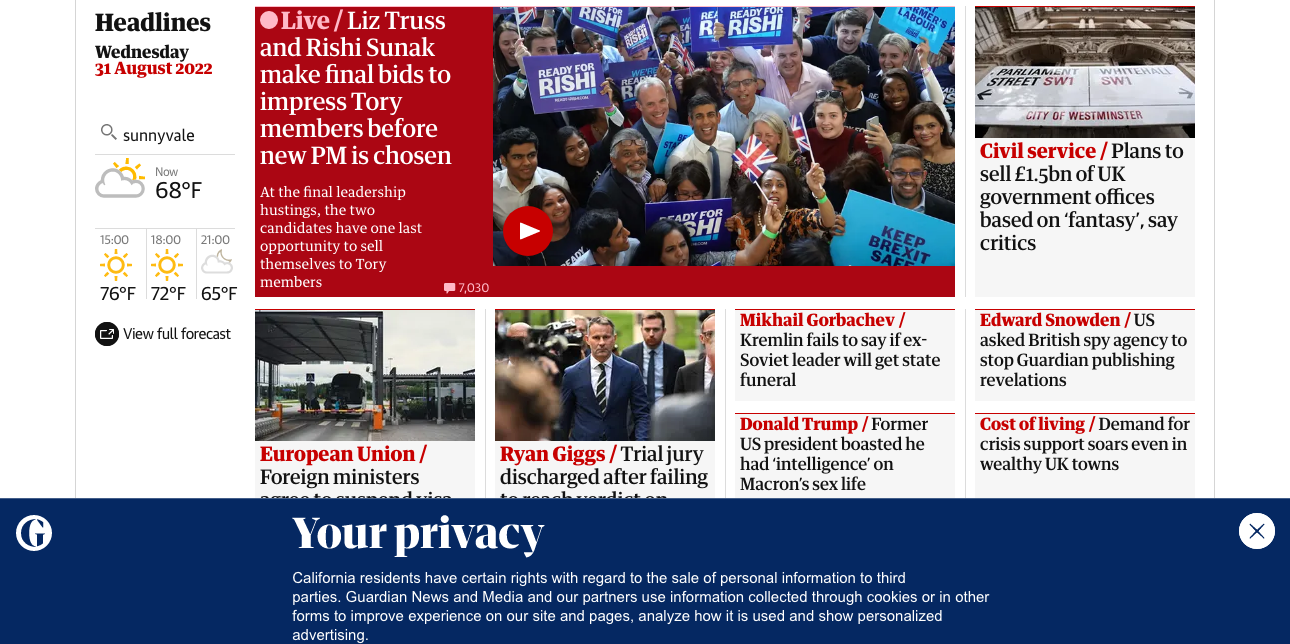 Headlines
Wednesday
31 August 2022
sunnyvale
Now
68°F
15:00
18:00
21:00
76°F
72°F
65°F
View full forecast
Live / Liz Truss
and Rishi Sunak
make final bids to
impress Tory
members before
new PM is chosen
At the final leadership
hustings, the two
candidates have one last
opportunity to sell
themselves to Tory
members
7,030
READY FOR
RISHI!
READY FOR
RISHI!
READY FOR
RISHI!
KEEP
BREXIT
SAFE
PARLIAMENT
STREET SW1
WHITEHALL
SW1
CITY OF WESTMINSTER
Civil service / Plans to
sell £1.5bn of UK
government offices
based on ‘fantasy’, say
critics
European Union /
Foreign ministers
agree to suspend visa
Ryan Giggs / Trial jury
discharged after failing
to reach verdict on
Mikhail Gorbachev /
Kremlin fails to say if ex-
Soviet leader will get state
funeral
Donald Trump / Former
US president boasted he
had ‘intelligence’ on
Macron’s sex life
Edward Snowden / US
asked British spy agency to
stop Guardian publishing
revelations
Cost of living / Demand for
crisis support soars even in
wealthy UK towns
G
Your privacy
California residents have certain rights with regard to the sale of personal information to third
parties. Guardian News and Media and our partners use information collected through cookies or in other
forms to improve experience on our site and pages, analyze how it is used and show personalized
advertising.